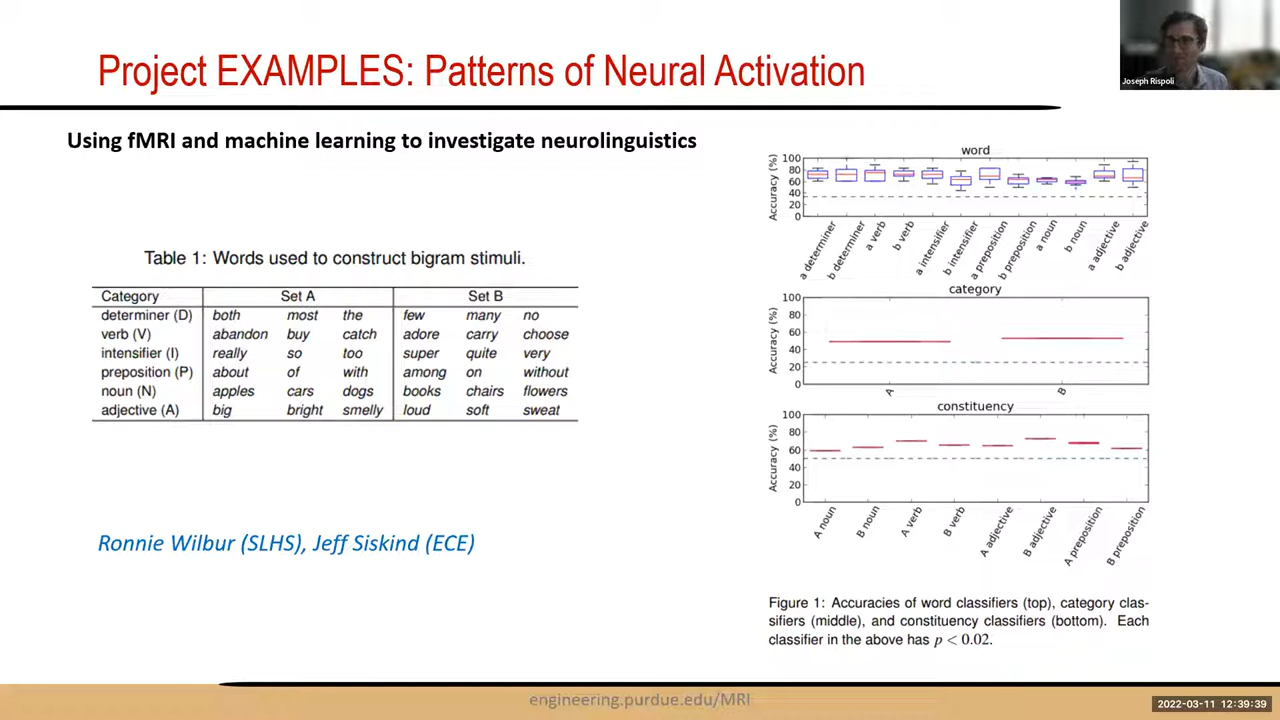 Project EXAMPLES: Patterns of Neural Activation
Joseph Rispoli
Using fMRI and machine learning to investigate neurolinguistics
Table 1: Words used to construct bigram stimuli.
Category Set A Set B
determiner (D) both most the few many no
verb (V) abandon buy catch adore carry choose
intensifier (I) really so too super quite very
preposition (P) about of with among on without
noun (N) apples cars dogs books chairs flowers
adjective (A) big bright smelly loud soft sweat
Ronnie Wilbur (SLHS), Jeff Siskind (ECE)
word
Accuracy (%)
100
80
60
40
20
0
a determiner
b determiner
a verb
b verb
a intensifier
b intensifier
a preposition
b preposition
a noun
b noun
a adjective
b adjective
category
Accuracy (%)
100
80
60
40
20
0
A
B
constituency
Accuracy (%)
100
80
60
40
20
0
A noun
B noun
A verb
B verb
A adjective
B adjective
A preposition
B preposition
Figure 1: Accuracies of word classifiers (top), category clas-
sifiers (middle), and constituency classifiers (bottom). Each
classifier in the above has p < 0.02.
engineering.purdue.edu/MRI
2022-03-11 12:39:39